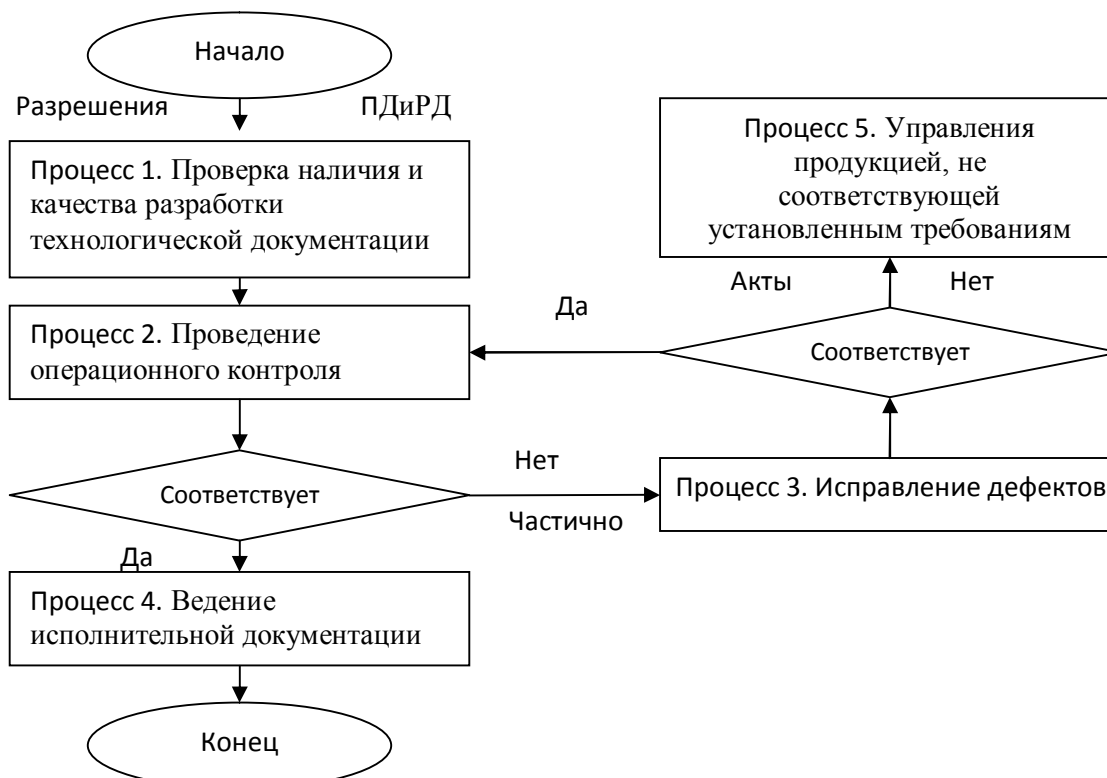 Начало
Разрешения
ПДиРД
Процесс 1. Проверка наличия и
качества разработки
технологической документации
Процесс 2. Проведение
операционного контроля
Соответствует
Да
Нет
Частично
Процесс 4. Ведение
исполнительной документации
Конец
Процесс 5. Управления
продукцией, не
соответствующей
установленным требованиям
Акты
Нет
Да
Соответствует
Процесс 3. Исправление дефектов